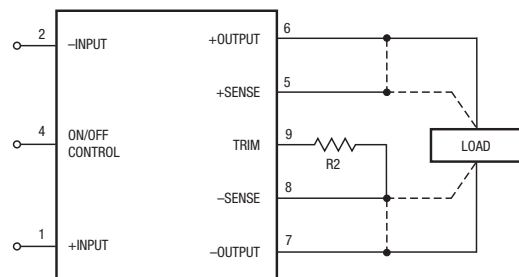 6
2
+OUTPUT
–INPUT
5
+SENSE
4
ON/OFF
CONTROL
9
TRIM
R2
LOAD
8
–SENSE
1
7
+INPUT
–OUTPUT